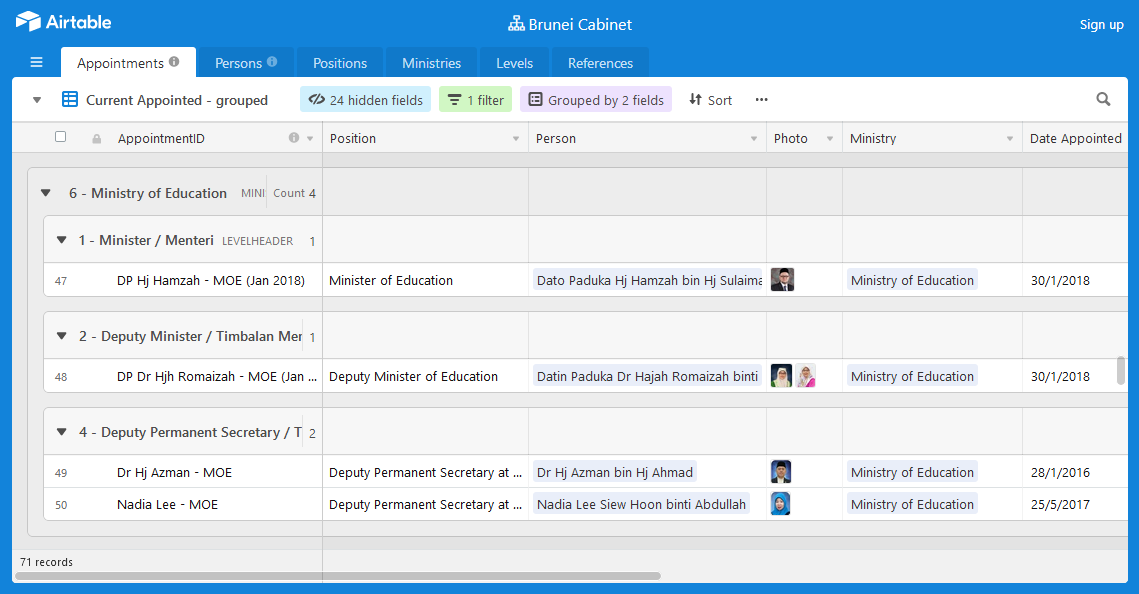 Airtable
Brunei Cabinet
Sign up
Appointments Persons Positions Ministries Levels References
Current Appointed - grouped 24 hidden fields 1 filter Grouped by 2 fields Sort
AppointmentID Position Person Photo Ministry Date Appointed
6 - Ministry of Education MINI Count 4
1 - Minister / Menteri LEVELHEADER 1
47 DP Hj Hamzah - MOE (Jan 2018) Minister of Education Dato Paduka Hj Hamzah bin Hj Sulaima Ministry of Education 30/1/2018
2 - Deputy Minister / Timbalan Mer 1
48 DP Dr Hjh Romaizah - MOE (Jan ... Deputy Minister of Education Datin Paduka Dr Hajah Romaizah binti Ministry of Education 30/1/2018
4 - Deputy Permanent Secretary / T 2
49 Dr Hj Azman - MOE Deputy Permanent Secretary at ... Dr Hj Azman bin Hj Ahmad Ministry of Education 28/1/2016
50 Nadia Lee - MOE Deputy Permanent Secretary at ... Nadia Lee Siew Hoon binti Abdullah Ministry of Education 25/5/2017
71 records